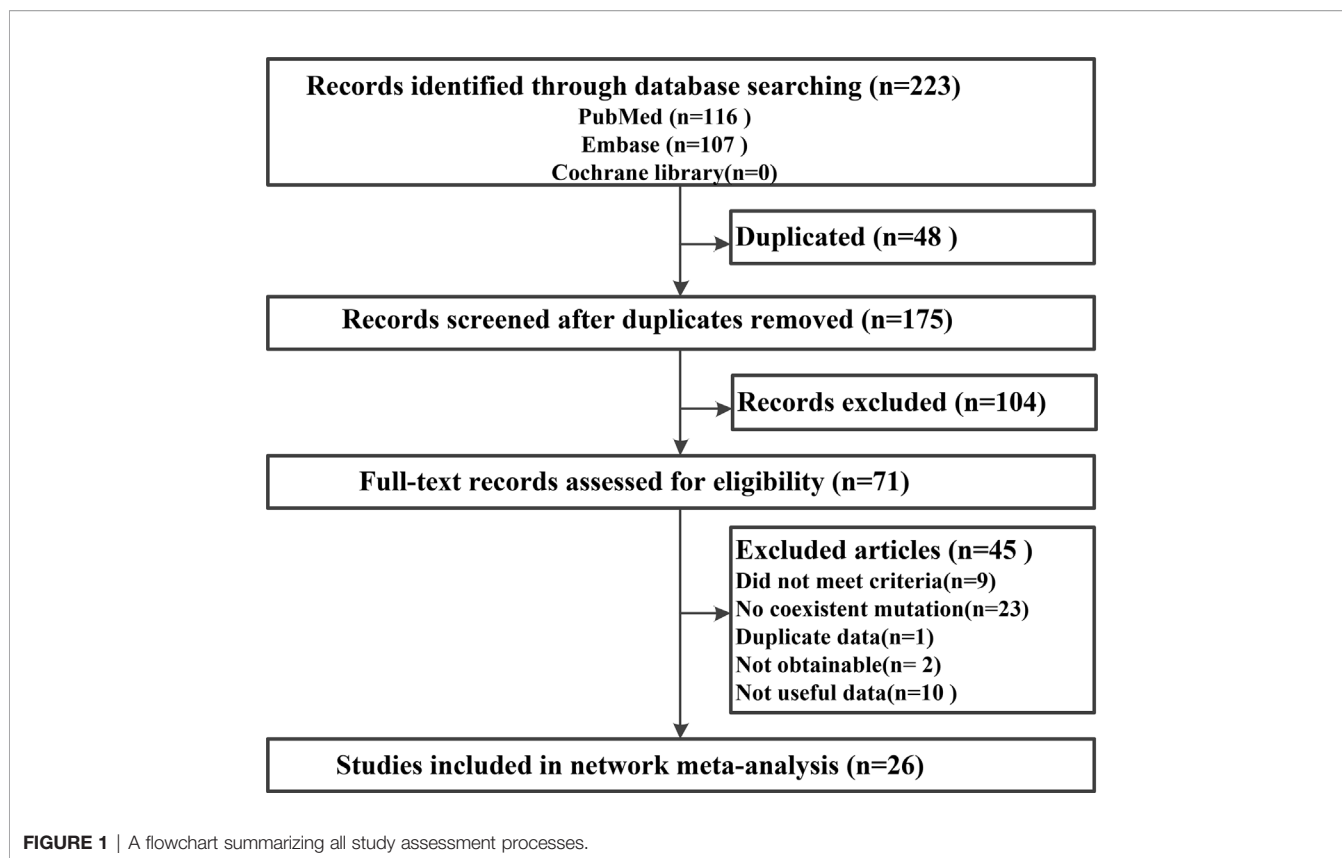 Records identified through database searching (n=223)
PubMed (n=116 )
Embase (n=107 )
Cochrane library(n=0)
Duplicated (n=48 )
Records screened after duplicates removed (n=175)
Records excluded (n=104)
Full-text records assessed for eligibility (n=71)
Excluded articles (n=45 )
Did not meet criteria(n=9)
No coexistent mutation(n=23)
Duplicate data(n=1)
Not obtainable(n= 2)
Not useful data(n=10 )
Studies included in network meta-analysis (n=26)
FIGURE 1 | A flowchart summarizing all study assessment processes.